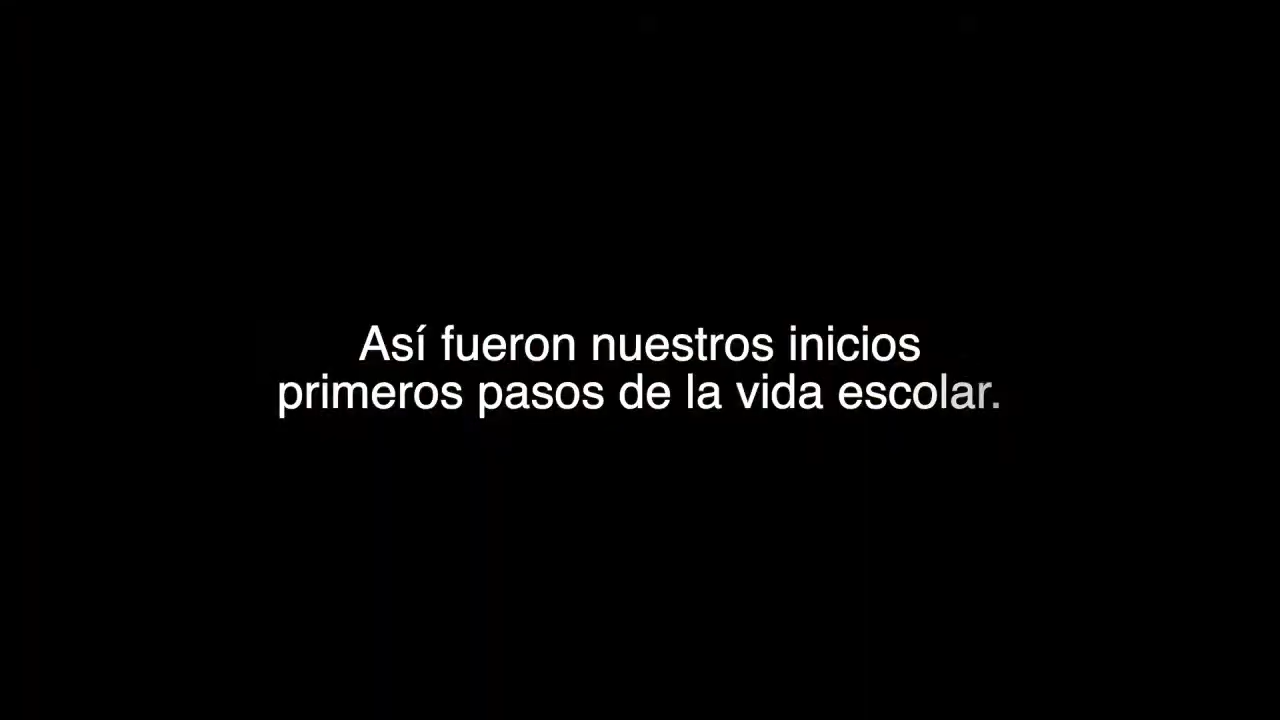 Así fueron nuestros inicios
primeros pasos de la vida escolar.